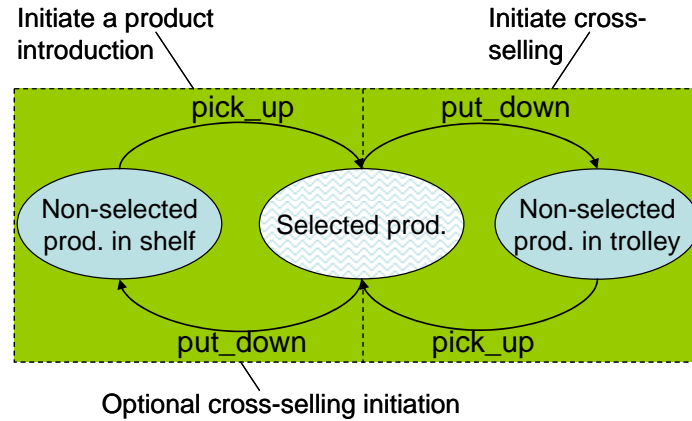 Initiate a product
introduction
Initiate cross-
selling
pick_up
put_down
Non-selected
prod. in shelf
Selected prod.
Non-selected
prod. in trolley
put_down
pick_up
Optional cross-selling initiation